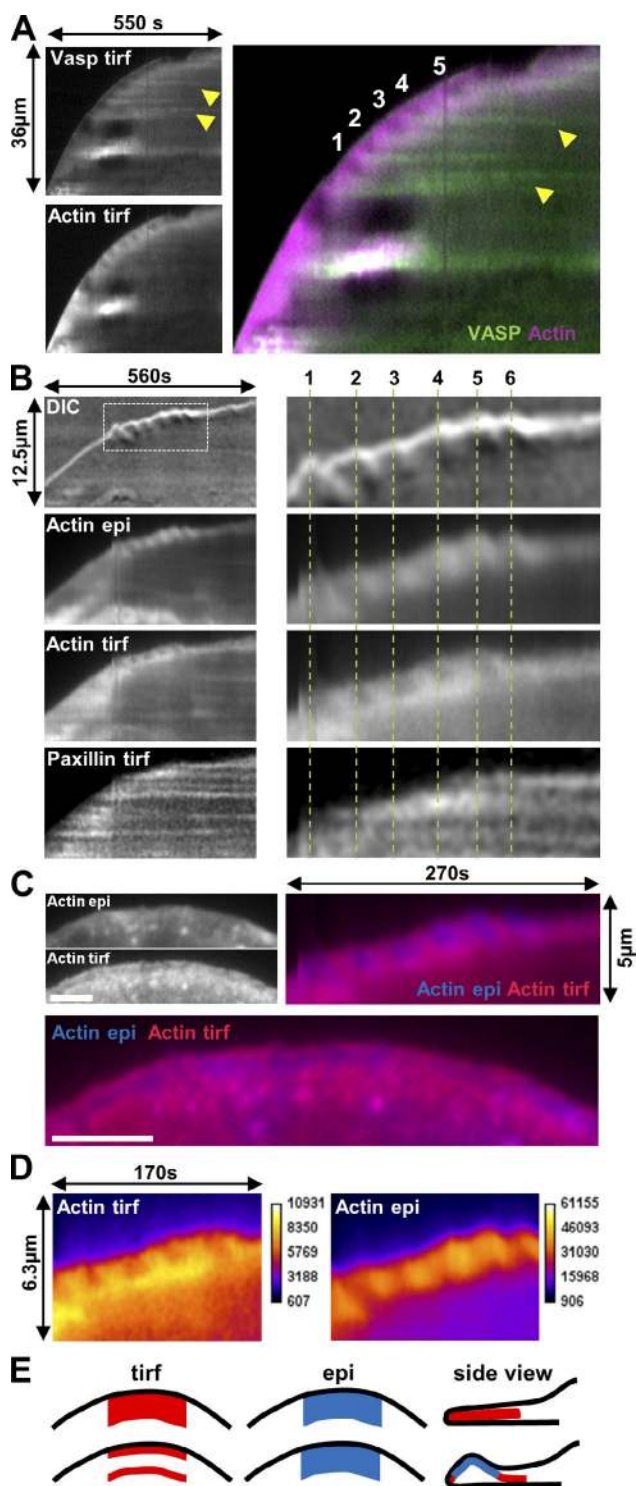 A
550 s
Vasp tirf
36µm
Actin tirf
1 2 3 4 5
VASP Actin
B
560s
DIC
12.5µm
1 2 3 4 5 6
Actin epi
Actin tirf
Paxillin tirf
C
Actin epi
Actin tirf
270s
5µm
Actin epi Actin tirf
Actin epi Actin tirf
D
170s
6.3µm
Actin tirf
10931
8350
5769
3188
607
Actin epi
61155
46093
31030
15968
906
E
tirf epi side view